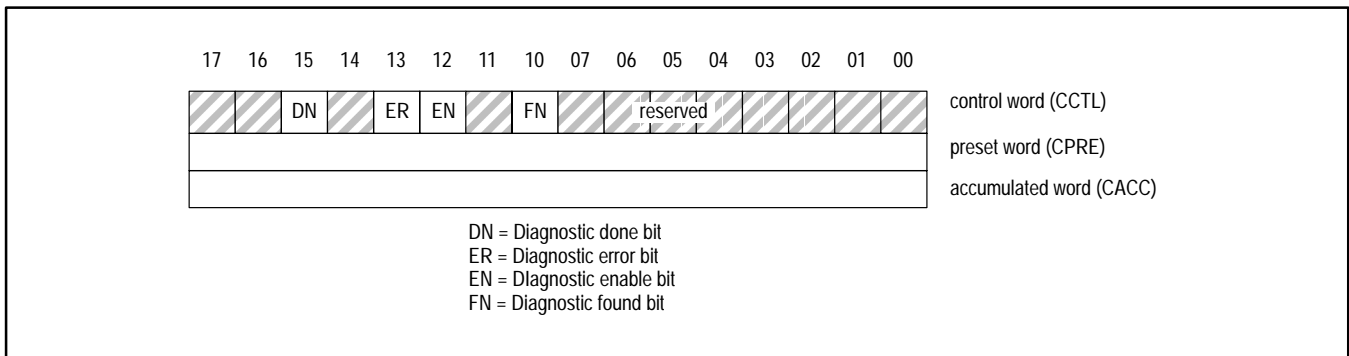 17 16 15 14 13 12 11 10 07 06 05 04 03 02 01 00
DN ER EN FN reserved control word (CCTL)
preset word (CPRE)
accumulated word (CACC)
DN = Diagnostic done bit
ER = Diagnostic error bit
EN = DIagnostic enable bit
FN = Diagnostic found bit